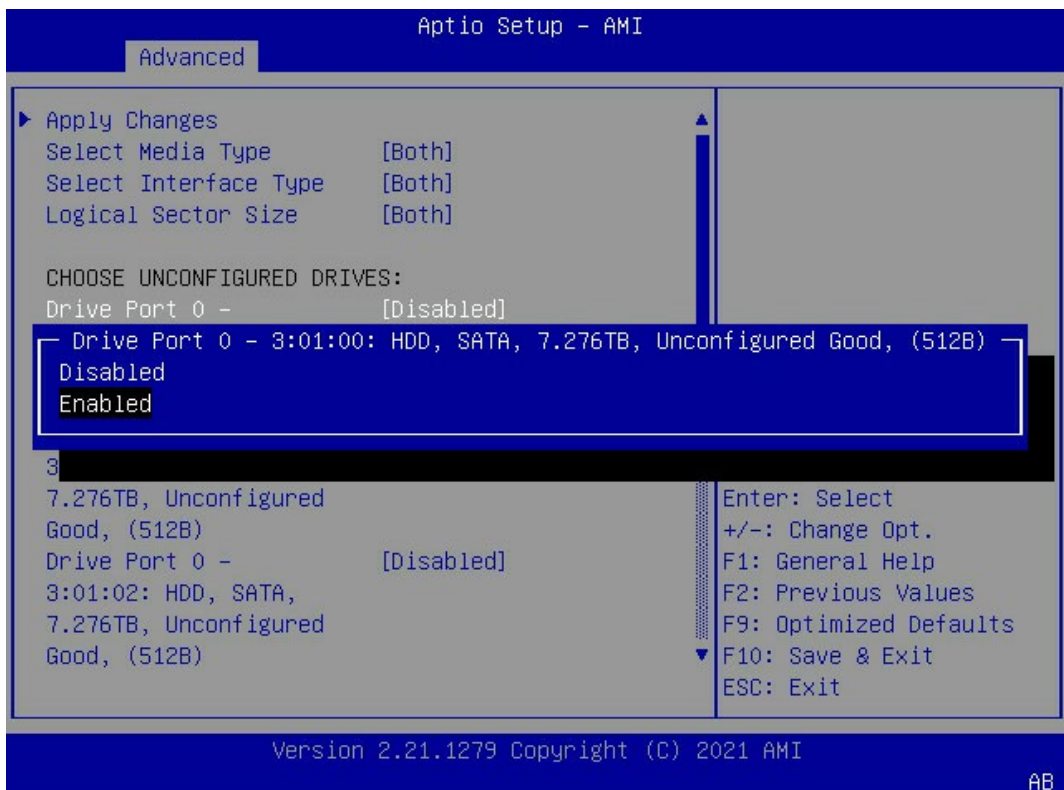 Aptio Setup – AMI
Advanced
Apply Changes
Select Media Type [Both]
Select Interface Type [Both]
Logical Sector Size [Both]
CHOOSE UNCONFIGURED DRIVES:
Drive Port 0 – [Disabled]
Drive Port 0 – 3:01:00: HDD, SATA, 7.276TB, Unconfigured Good, (512B)
Disabled
Enabled
3
7.276TB, Unconfigured
Good, (512B)
Drive Port 0 – [Disabled]
3:01:02: HDD, SATA,
7.276TB, Unconfigured
Good, (512B)
Enter: Select
+/-: Change Opt.
F1: General Help
F2: Previous Values
F9: Optimized Defaults
F10: Save & Exit
ESC: Exit
Version 2.21.1279 Copyright (C) 2021 AMI
AB